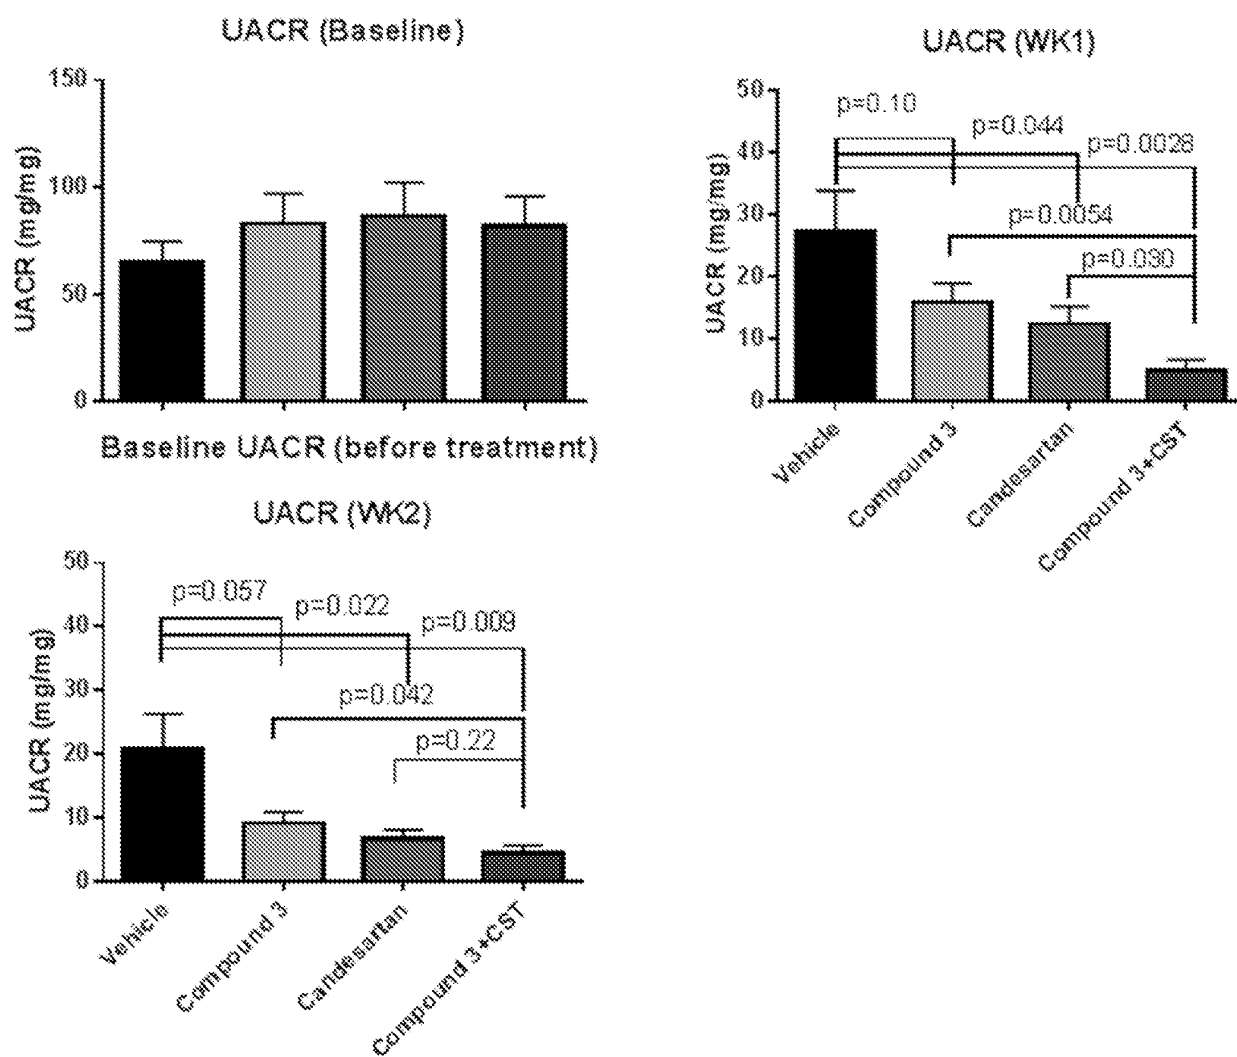 UACR (Baseline)
UACR (mg/mg)
150
100
50
0
Baseline UACR (before treatment)
UACR (WK1)
UACR (mg/mg)
50
40
30
20
10
0
p=0.10
p=0.044
p=0.0028
p=0.0054
p=0.030
Vehicle
Compound 3
Candesartan
Compound 3+CST
UACR (WK2)
UACR (mg/mg)
50
40
30
20
10
0
p=0.057
p=0.022
p=0.009
p=0.042
p=0.22
Vehicle
Compound 3
Candesartan
Compound 3+CST